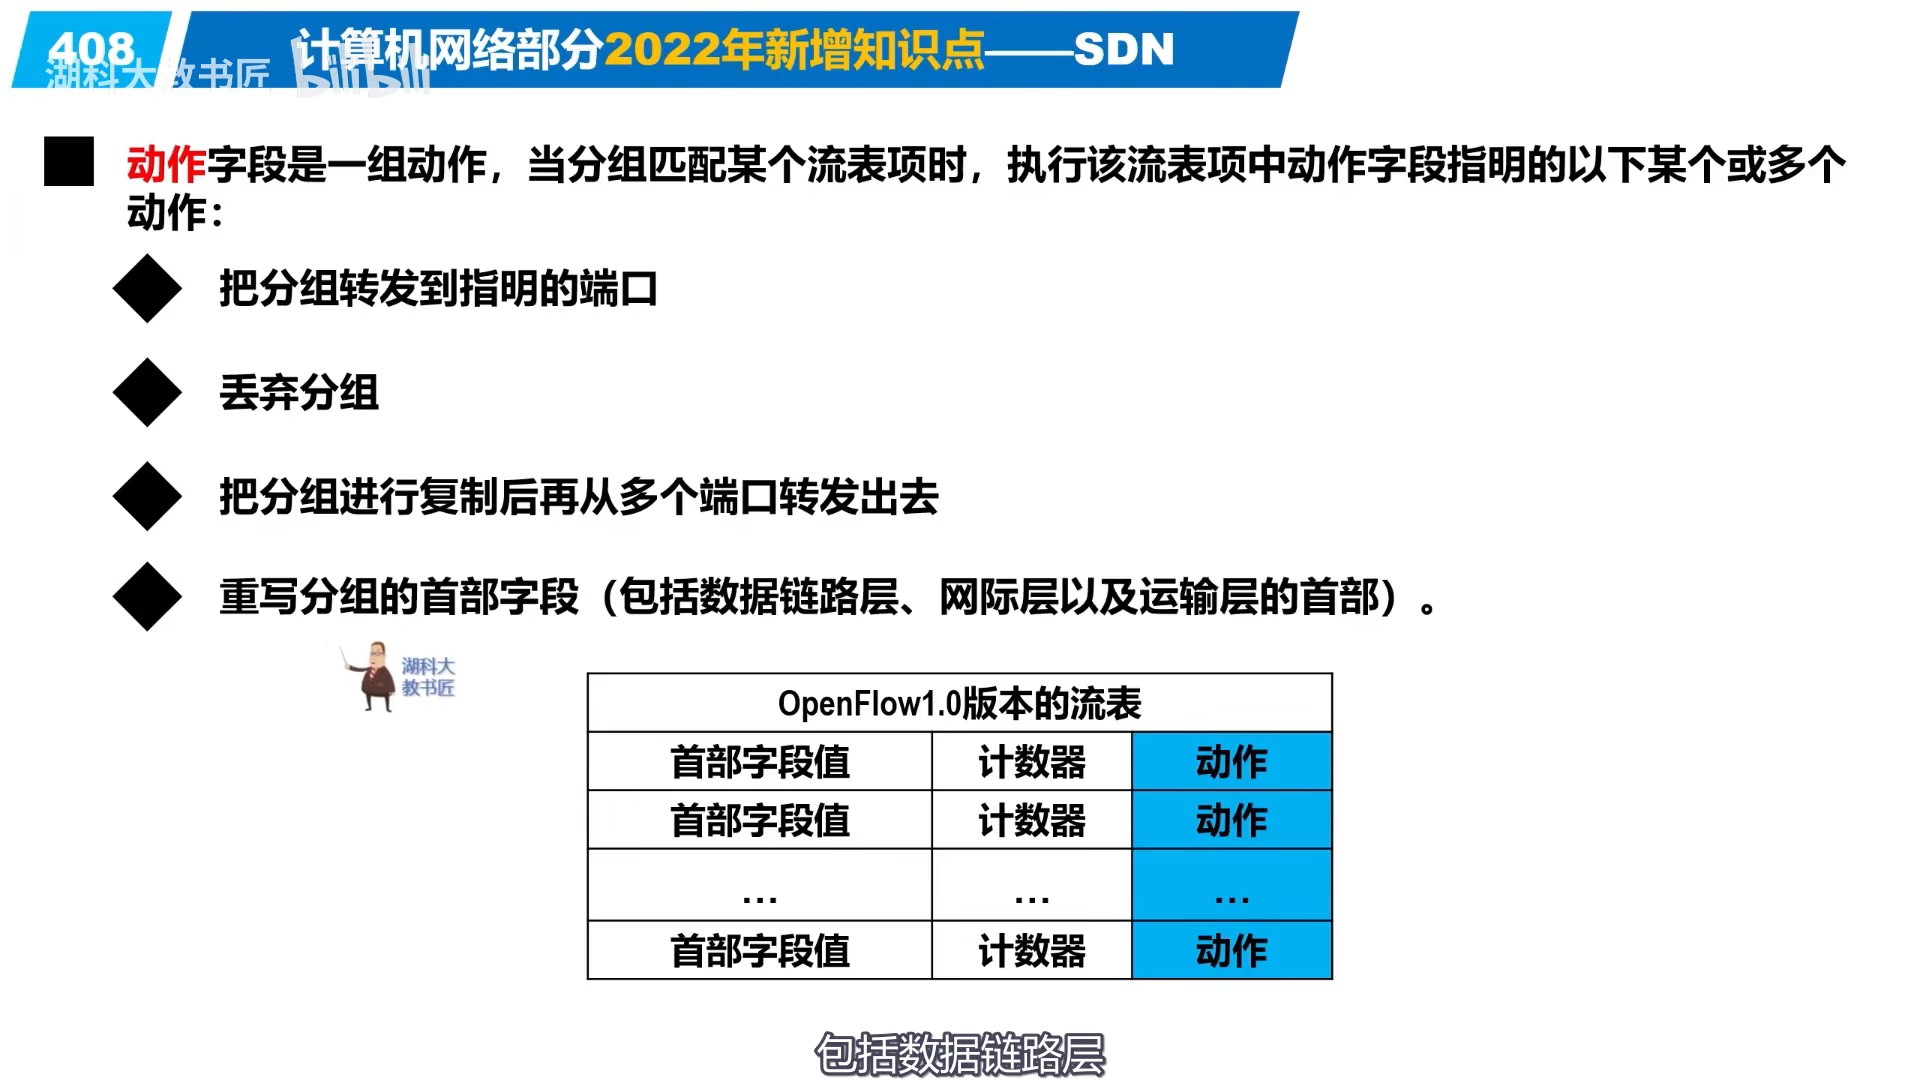 408
计算机网络部分2022年新增知识点——SDN
湖科大教书匠 bilibili
动作字段是一组动作，当分组匹配某个流表项时，执行该流表项中动作字段指明的以下某个或多个
动作：
把分组转发到指明的端口
丢弃分组
把分组进行复制后再从多个端口转发出去
重写分组的首部字段（包括数据链路层、网际层以及运输层的首部）。
湖科大
教书匠
OpenFlow1.0版本的流表
首部字段值 计数器 动作
首部字段值 计数器 动作
… … …
首部字段值 计数器 动作
包括数据链路层